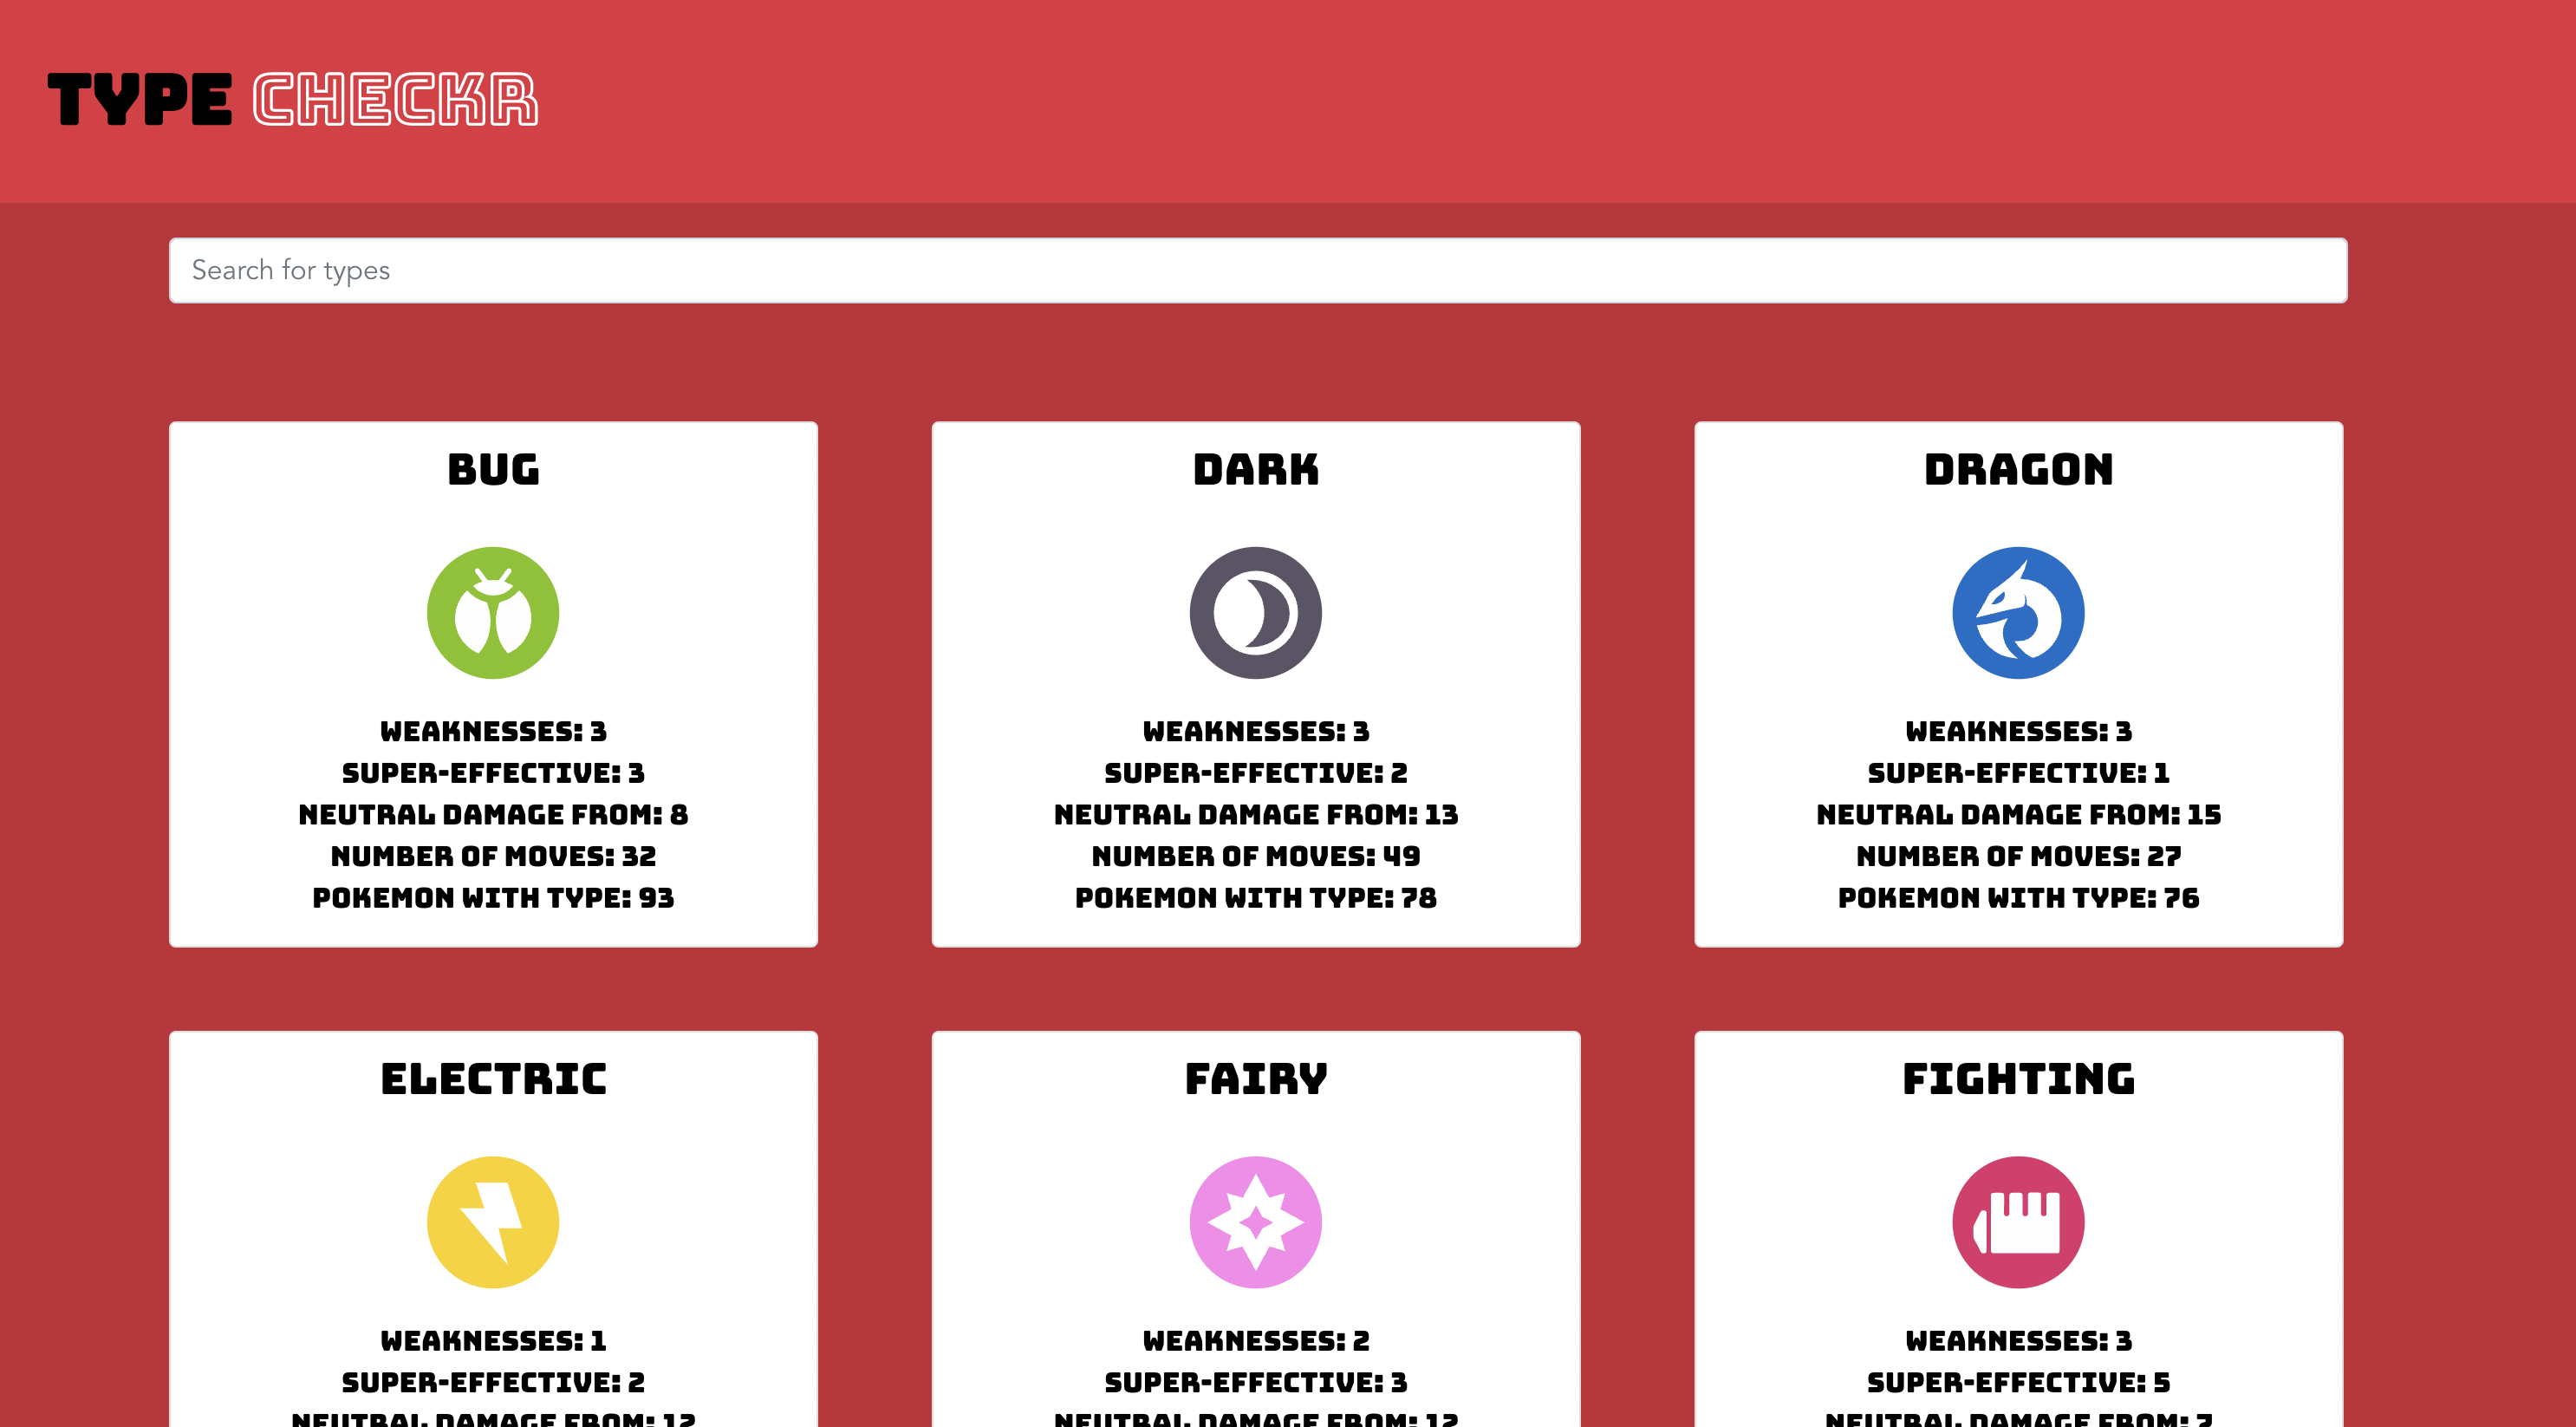 TYPE CHECKR
Search for types
BUG
WEAKNESSES: 3
SUPER-EFFECTIVE: 3
NEUTRAL DAMAGE FROM: 8
NUMBER OF MOVES: 32
POKEMON WITH TYPE: 93
DARK
WEAKNESSES: 3
SUPER-EFFECTIVE: 2
NEUTRAL DAMAGE FROM: 13
NUMBER OF MOVES: 49
POKEMON WITH TYPE: 78
DRAGON
WEAKNESSES: 3
SUPER-EFFECTIVE: 1
NEUTRAL DAMAGE FROM: 15
NUMBER OF MOVES: 27
POKEMON WITH TYPE: 76
ELECTRIC
WEAKNESSES: 1
SUPER-EFFECTIVE: 2
NEUTRAL DAMAGE FROM: 12
FAIRY
WEAKNESSES: 2
SUPER-EFFECTIVE: 3
NEUTRAL DAMAGE FROM: 12
FIGHTING
WEAKNESSES: 3
SUPER-EFFECTIVE: 5
NEUTRAL DAMAGE FROM: 7